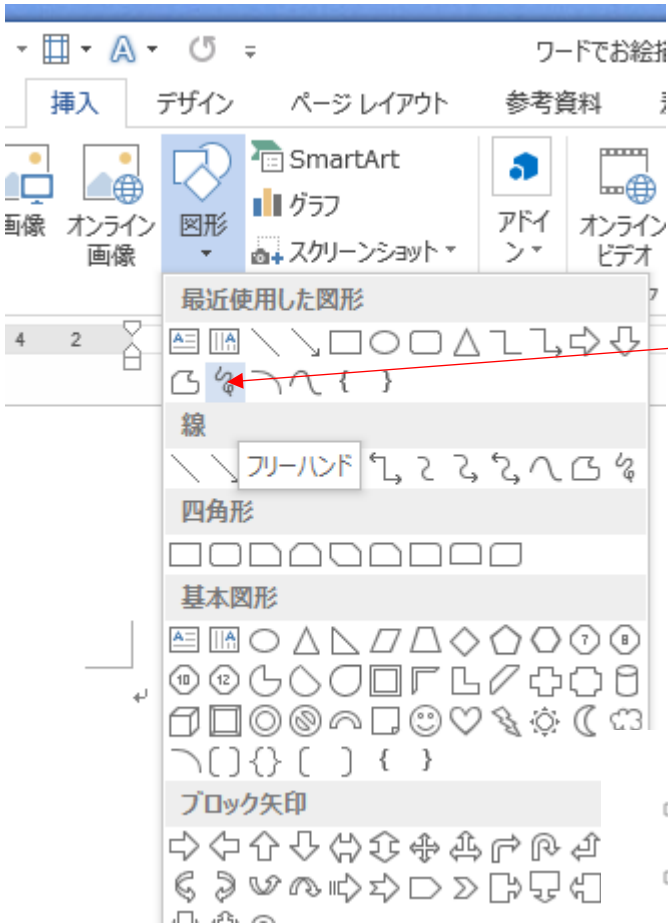 ワードでお絵描
挿入 デザイン ページ レイアウト 参考資料
画像 オンライン画像 図形 SmartArt
グラフ
スクリーンショット
アドイン オンラインビデオ
最近使用した図形
4 2
線
フリーハンド
四角形
基本図形
7 8
10 12
ブロック矢印